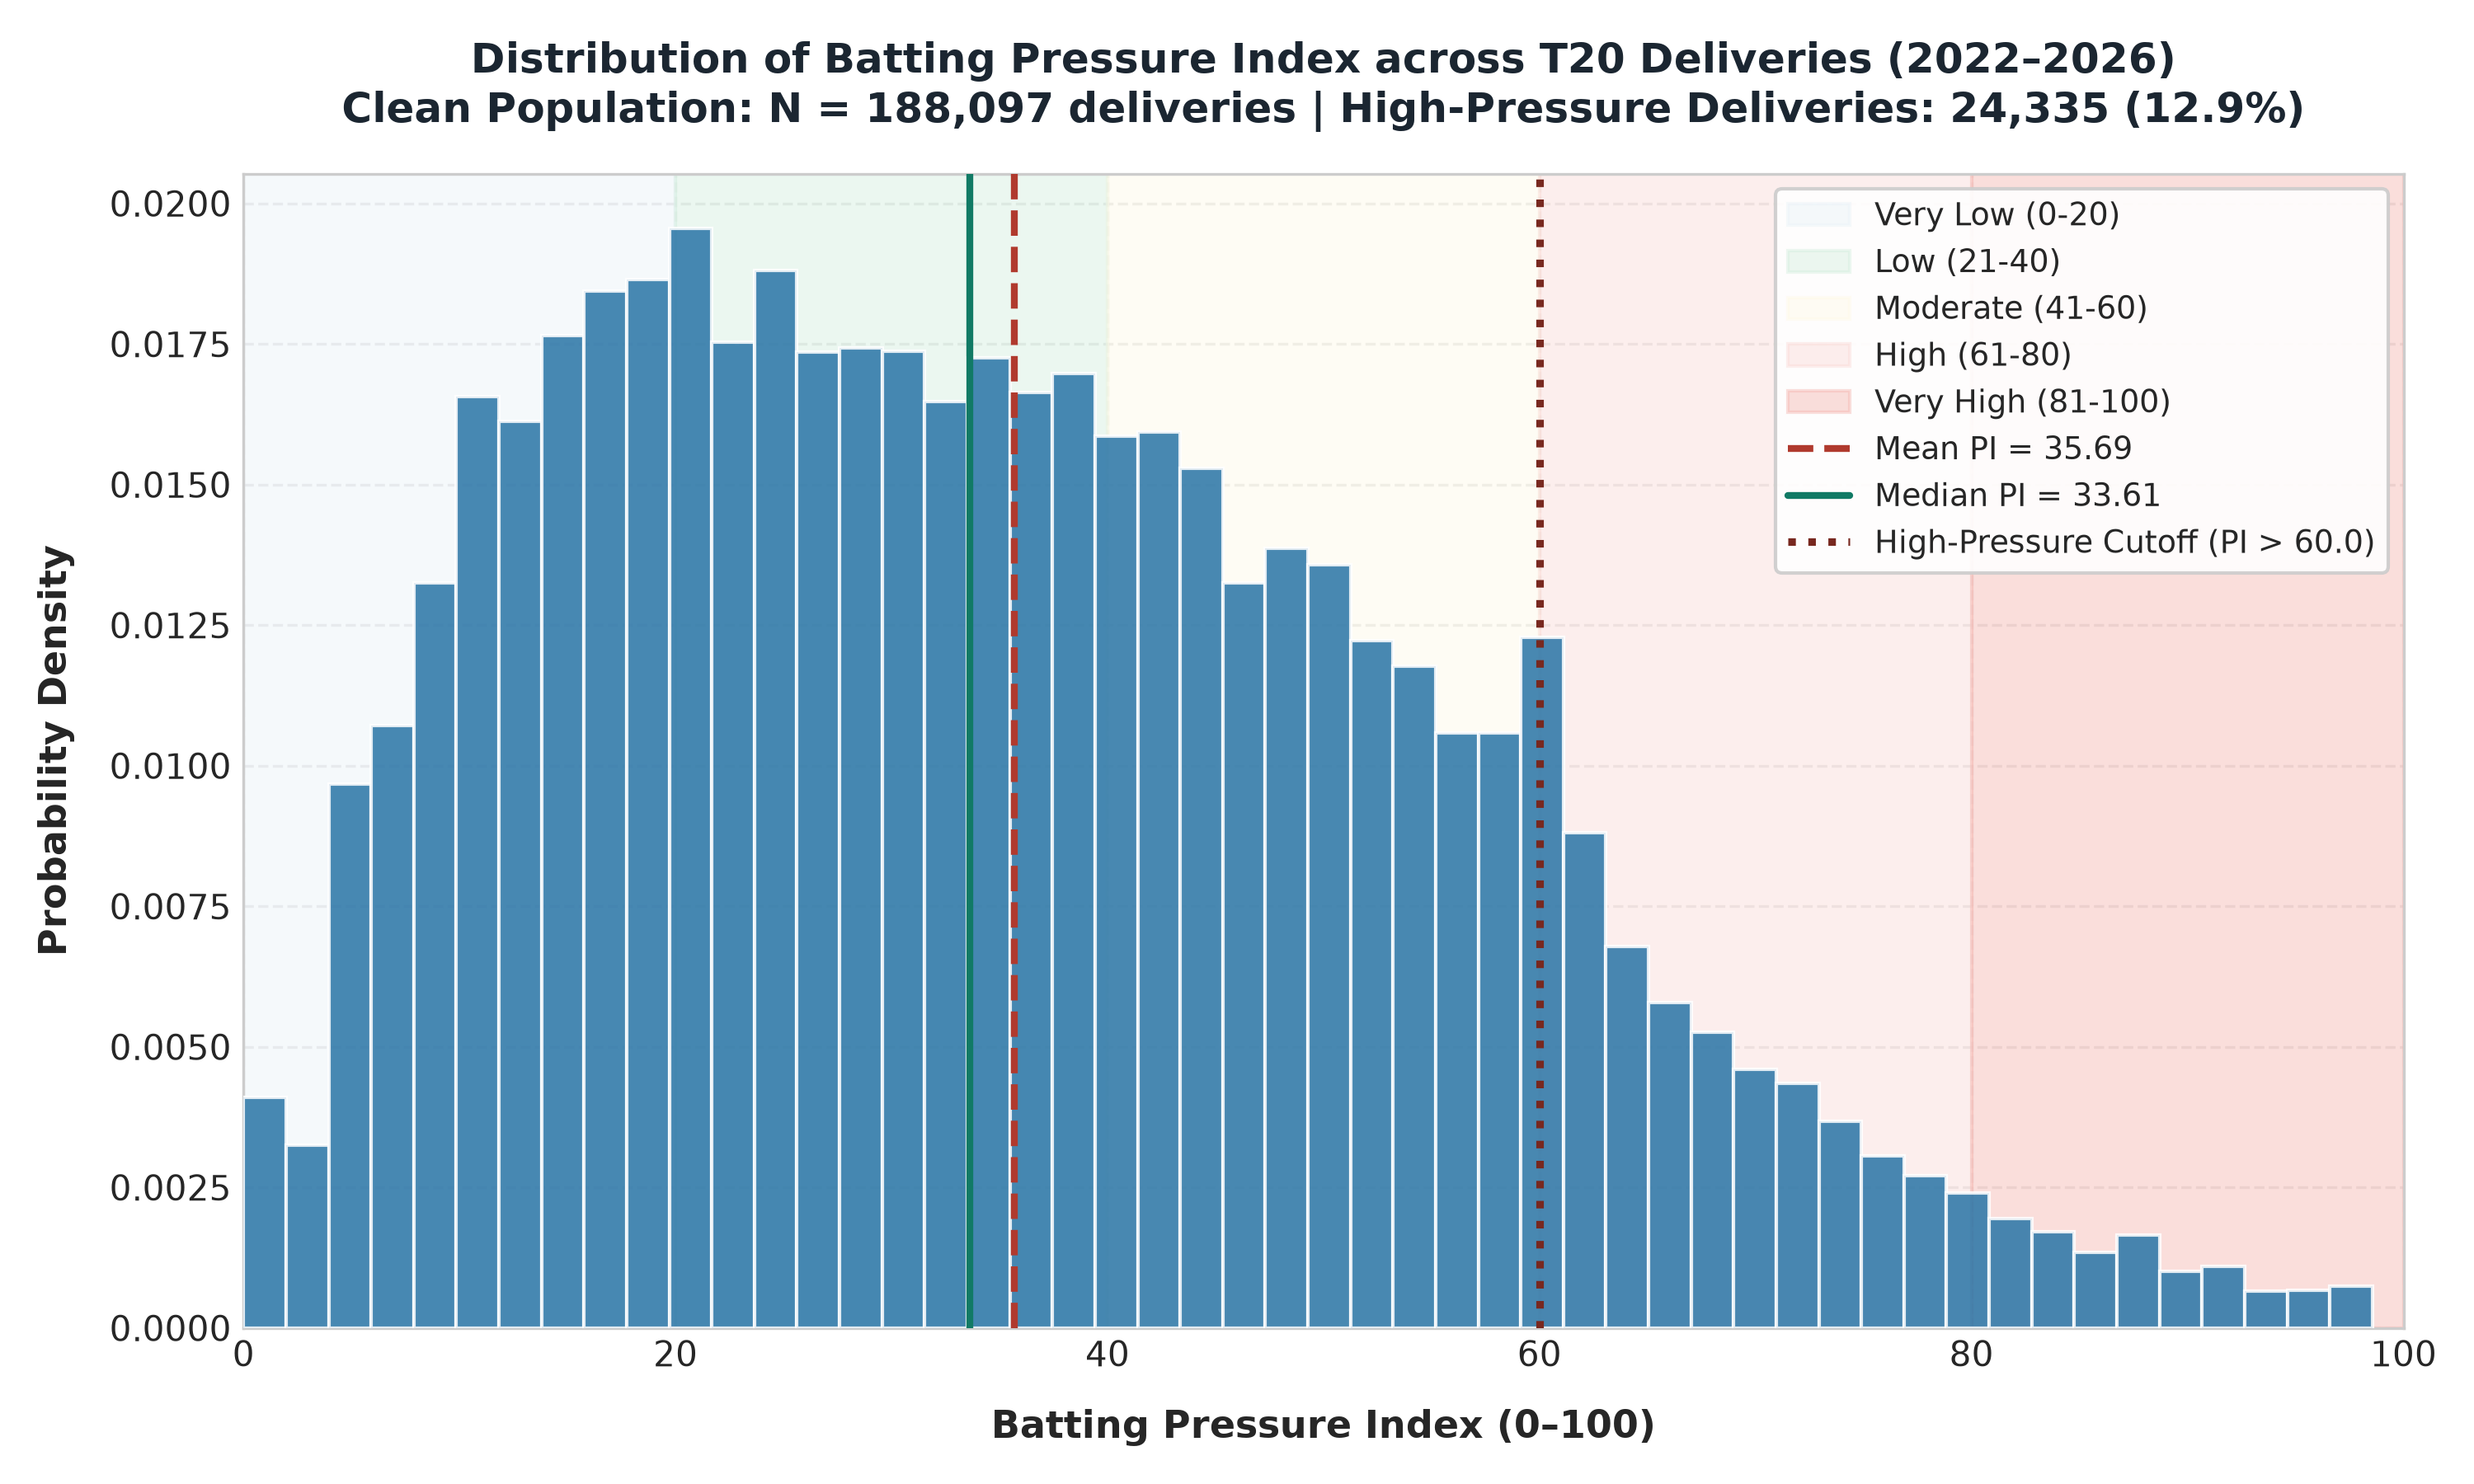 Distribution of Batting Pressure Index across T20 Deliveries (2022–2026)
Clean Population: N = 188,097 deliveries | High-Pressure Deliveries: 24,335 (12.9%)
Very Low (0-20)
Low (21-40)
Moderate (41-60)
High (61-80)
Very High (81-100)
Mean PI = 35.69
Median PI = 33.61
High-Pressure Cutoff (PI > 60.0)
Probability Density
0.0200
0.0175
0.0150
0.0125
0.0100
0.0075
0.0050
0.0025
0.0000
0 20 40 60 80 100
Batting Pressure Index (0–100)